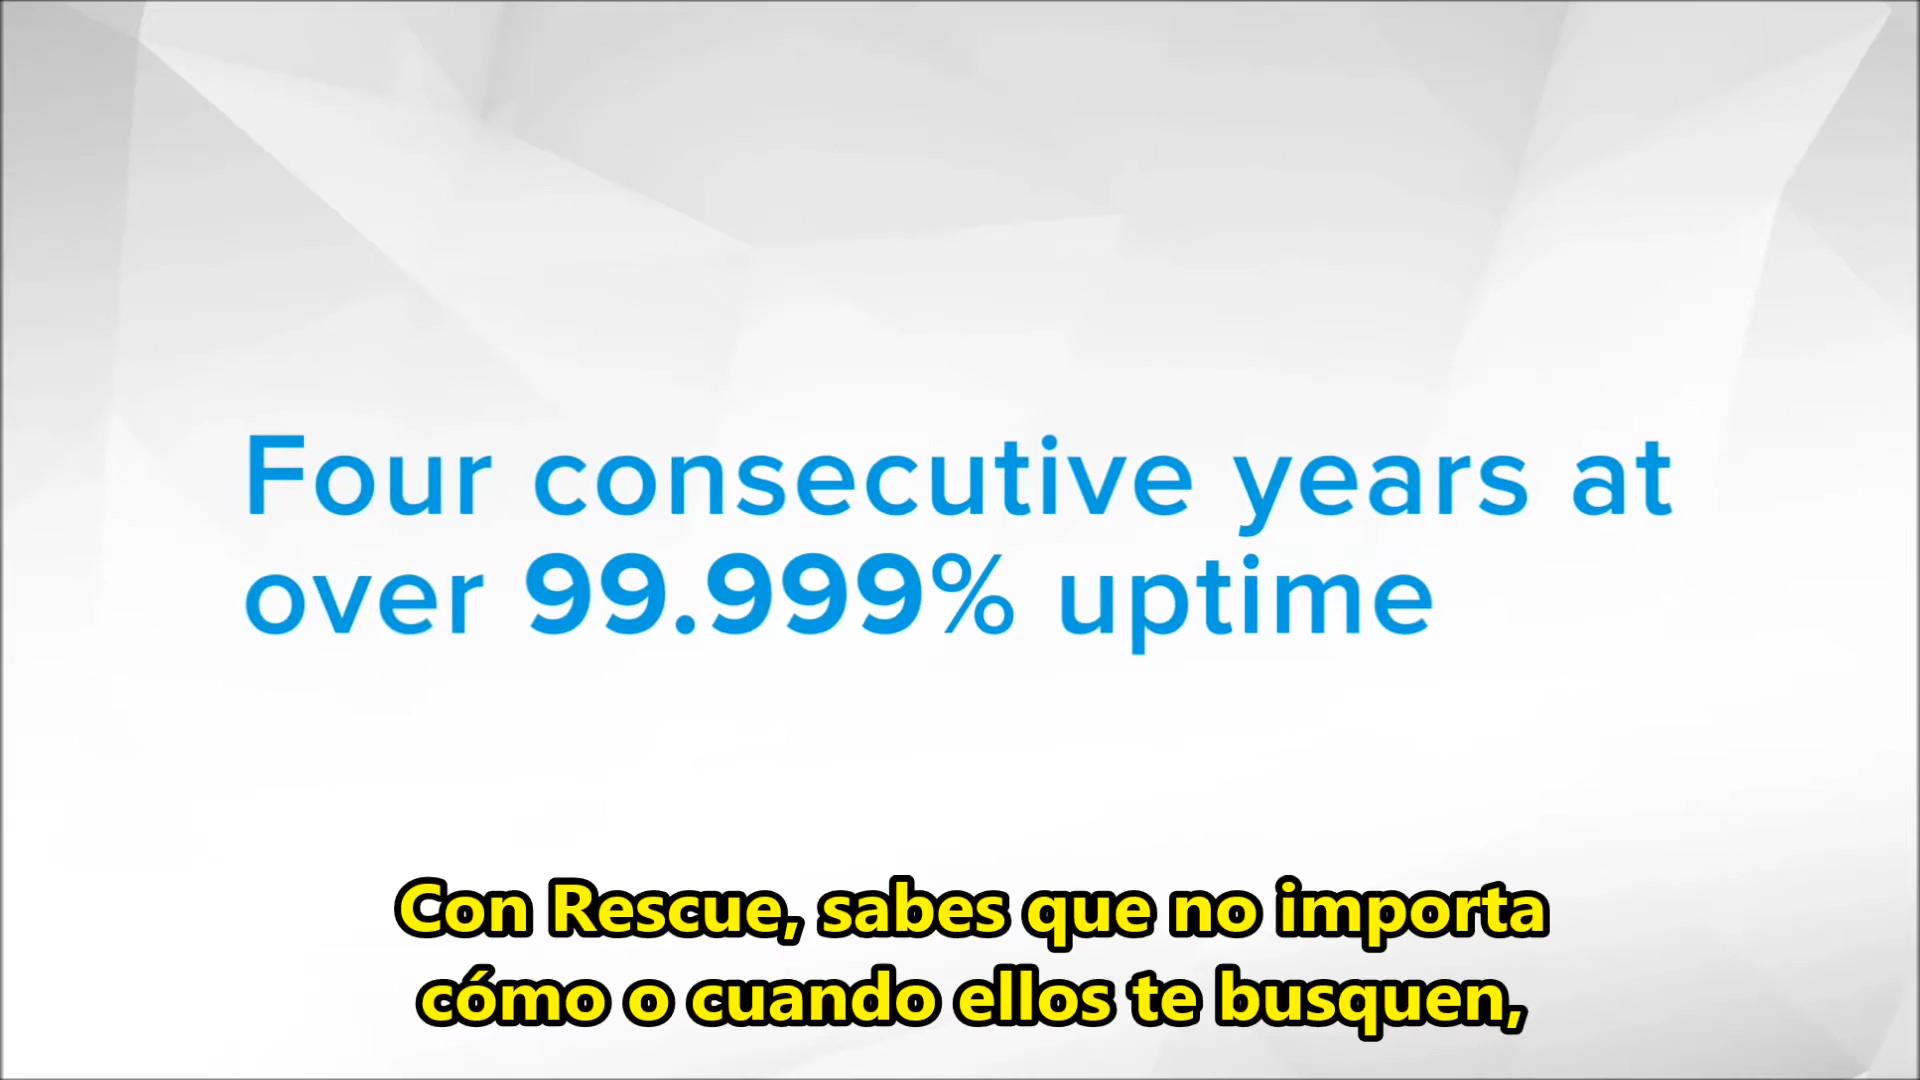 Four consecutive years at
over 99.999% uptime
Con Rescue, sabes que no importa
cómo o cuando ellos te busquen,